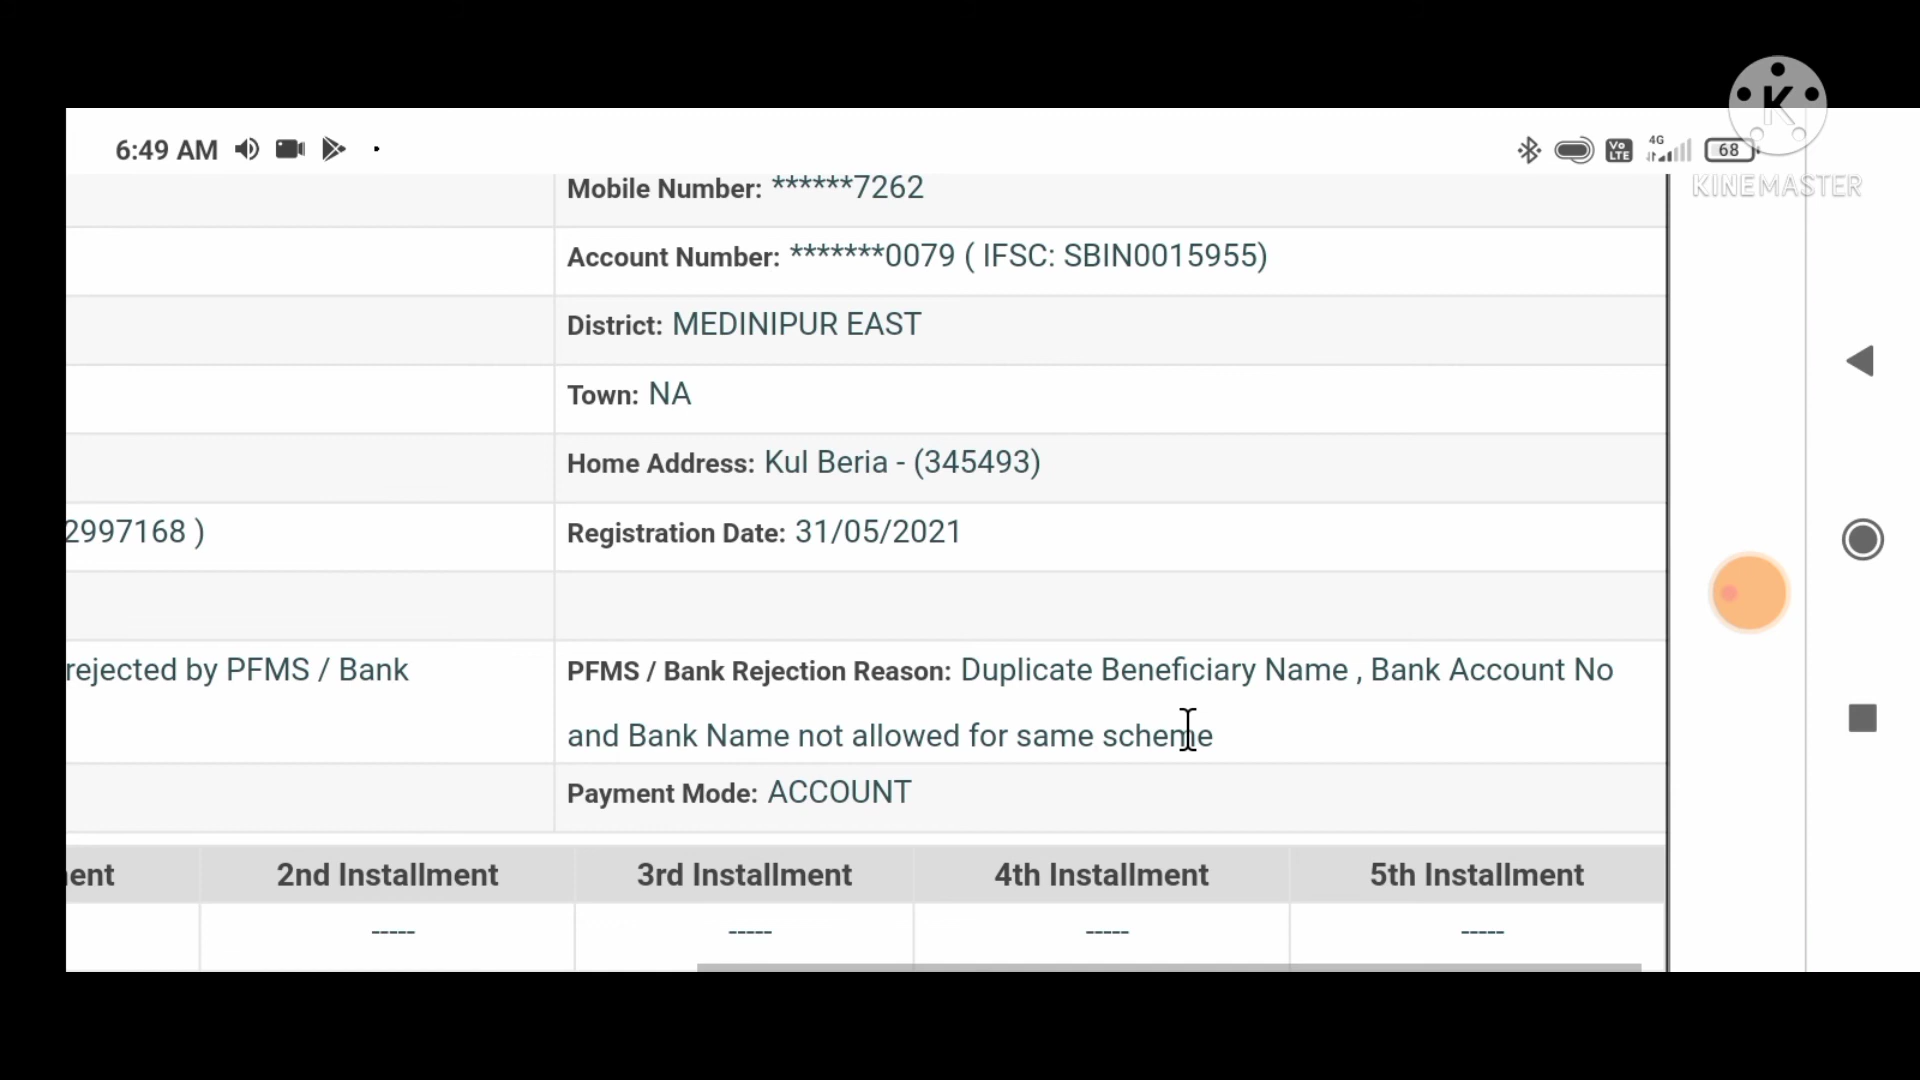 K
KINEMASTER
6:49 AM
Vo LTE
4G
68
Mobile Number: ******7262
Account Number: *******0079 ( IFSC: SBIN0015955)
District: MEDINIPUR EAST
Town: NA
Home Address: Kul Beria - (345493)
2997168 )
Registration Date: 31/05/2021
rejected by PFMS / Bank
PFMS / Bank Rejection Reason: Duplicate Beneficiary Name , Bank Account No
and Bank Name not allowed for same scheme
Payment Mode: ACCOUNT
ent
2nd Installment
3rd Installment
4th Installment
5th Installment
-----
-----
-----
-----